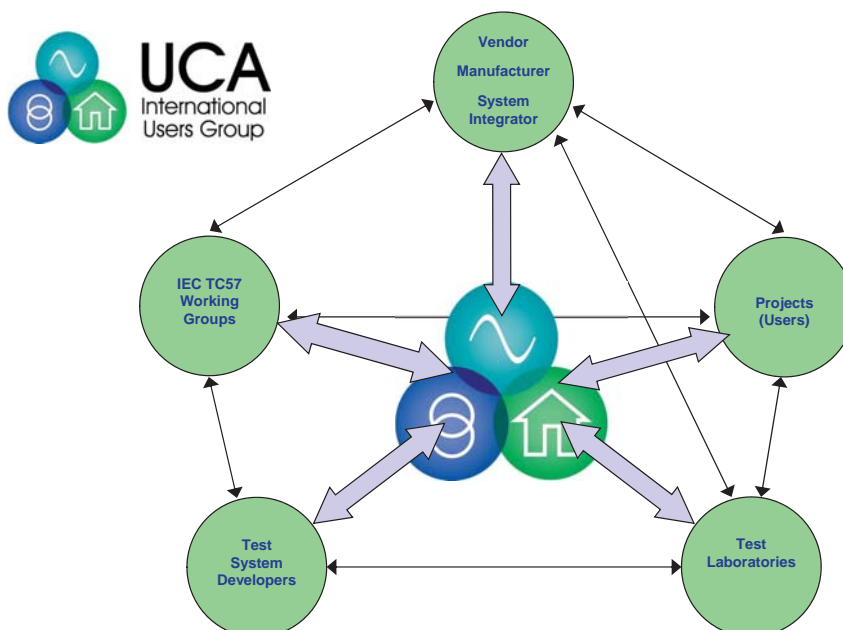 UCA
International
Users Group
Vendor
Manufacturer
System
Integrator
IEC TC57
Working
Groups
Projects
(Users)
Test
System
Developers
Test
Laboratories